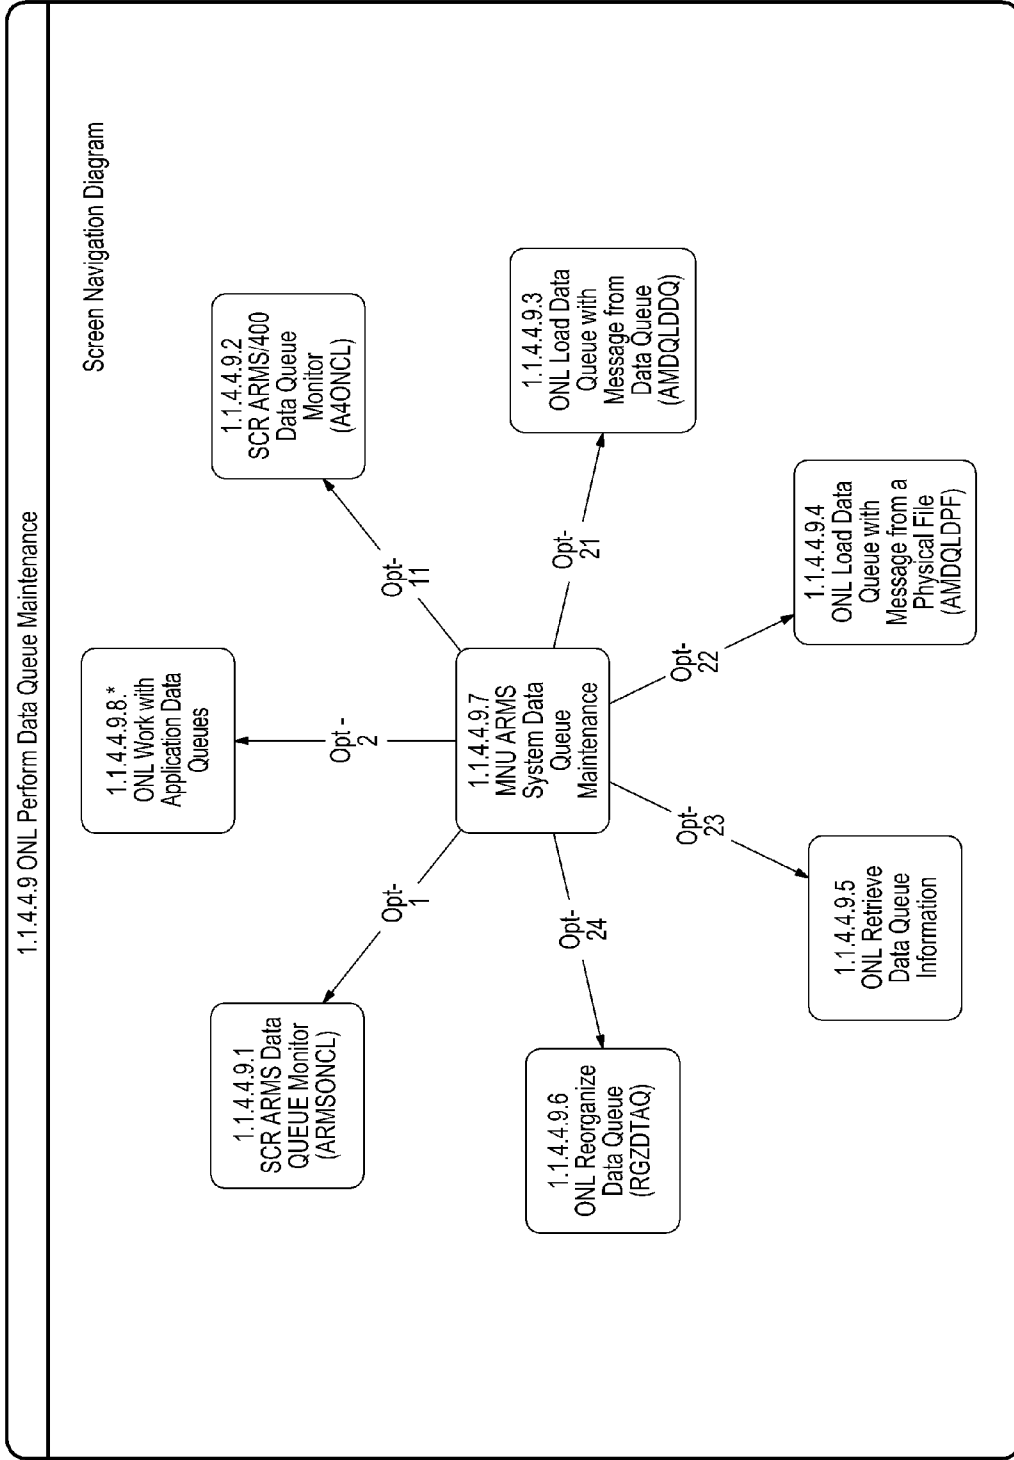 1.1.4.4.9 ONL Perform Data Queue Maintenance
Screen Navigation Diagram
1.1.4.4.9.1
SCR ARMS Data
QUEUE Monitor
(ARMSONCL)
1.1.4.4.9.8.*
ONL Work with
Application Data
Queues
1.1.4.4.9.2
SCR ARMS/400
Data Queue
Monitor
(A4ONCL)
Opt-
1
Opt -
2
Opt-
11
1.1.4.4.9.7
MNU ARMS
System Data
Queue
Maintenance
Opt-
24
Opt-
21
1.1.4.4.9.6
ONL Reorganize
Data Queue
(RGZDTAQ)
1.1.4.4.9.3
ONL Load Data
Queue with
Message from
Data Queue
(AMDQLDDQ)
Opt-
23
Opt-
22
1.1.4.4.9.5
ONL Retrieve
Data Queue
Information
1.1.4.4.9.4
ONL Load Data
Queue with
Message from a
Physical File
(AMDQLDPF)